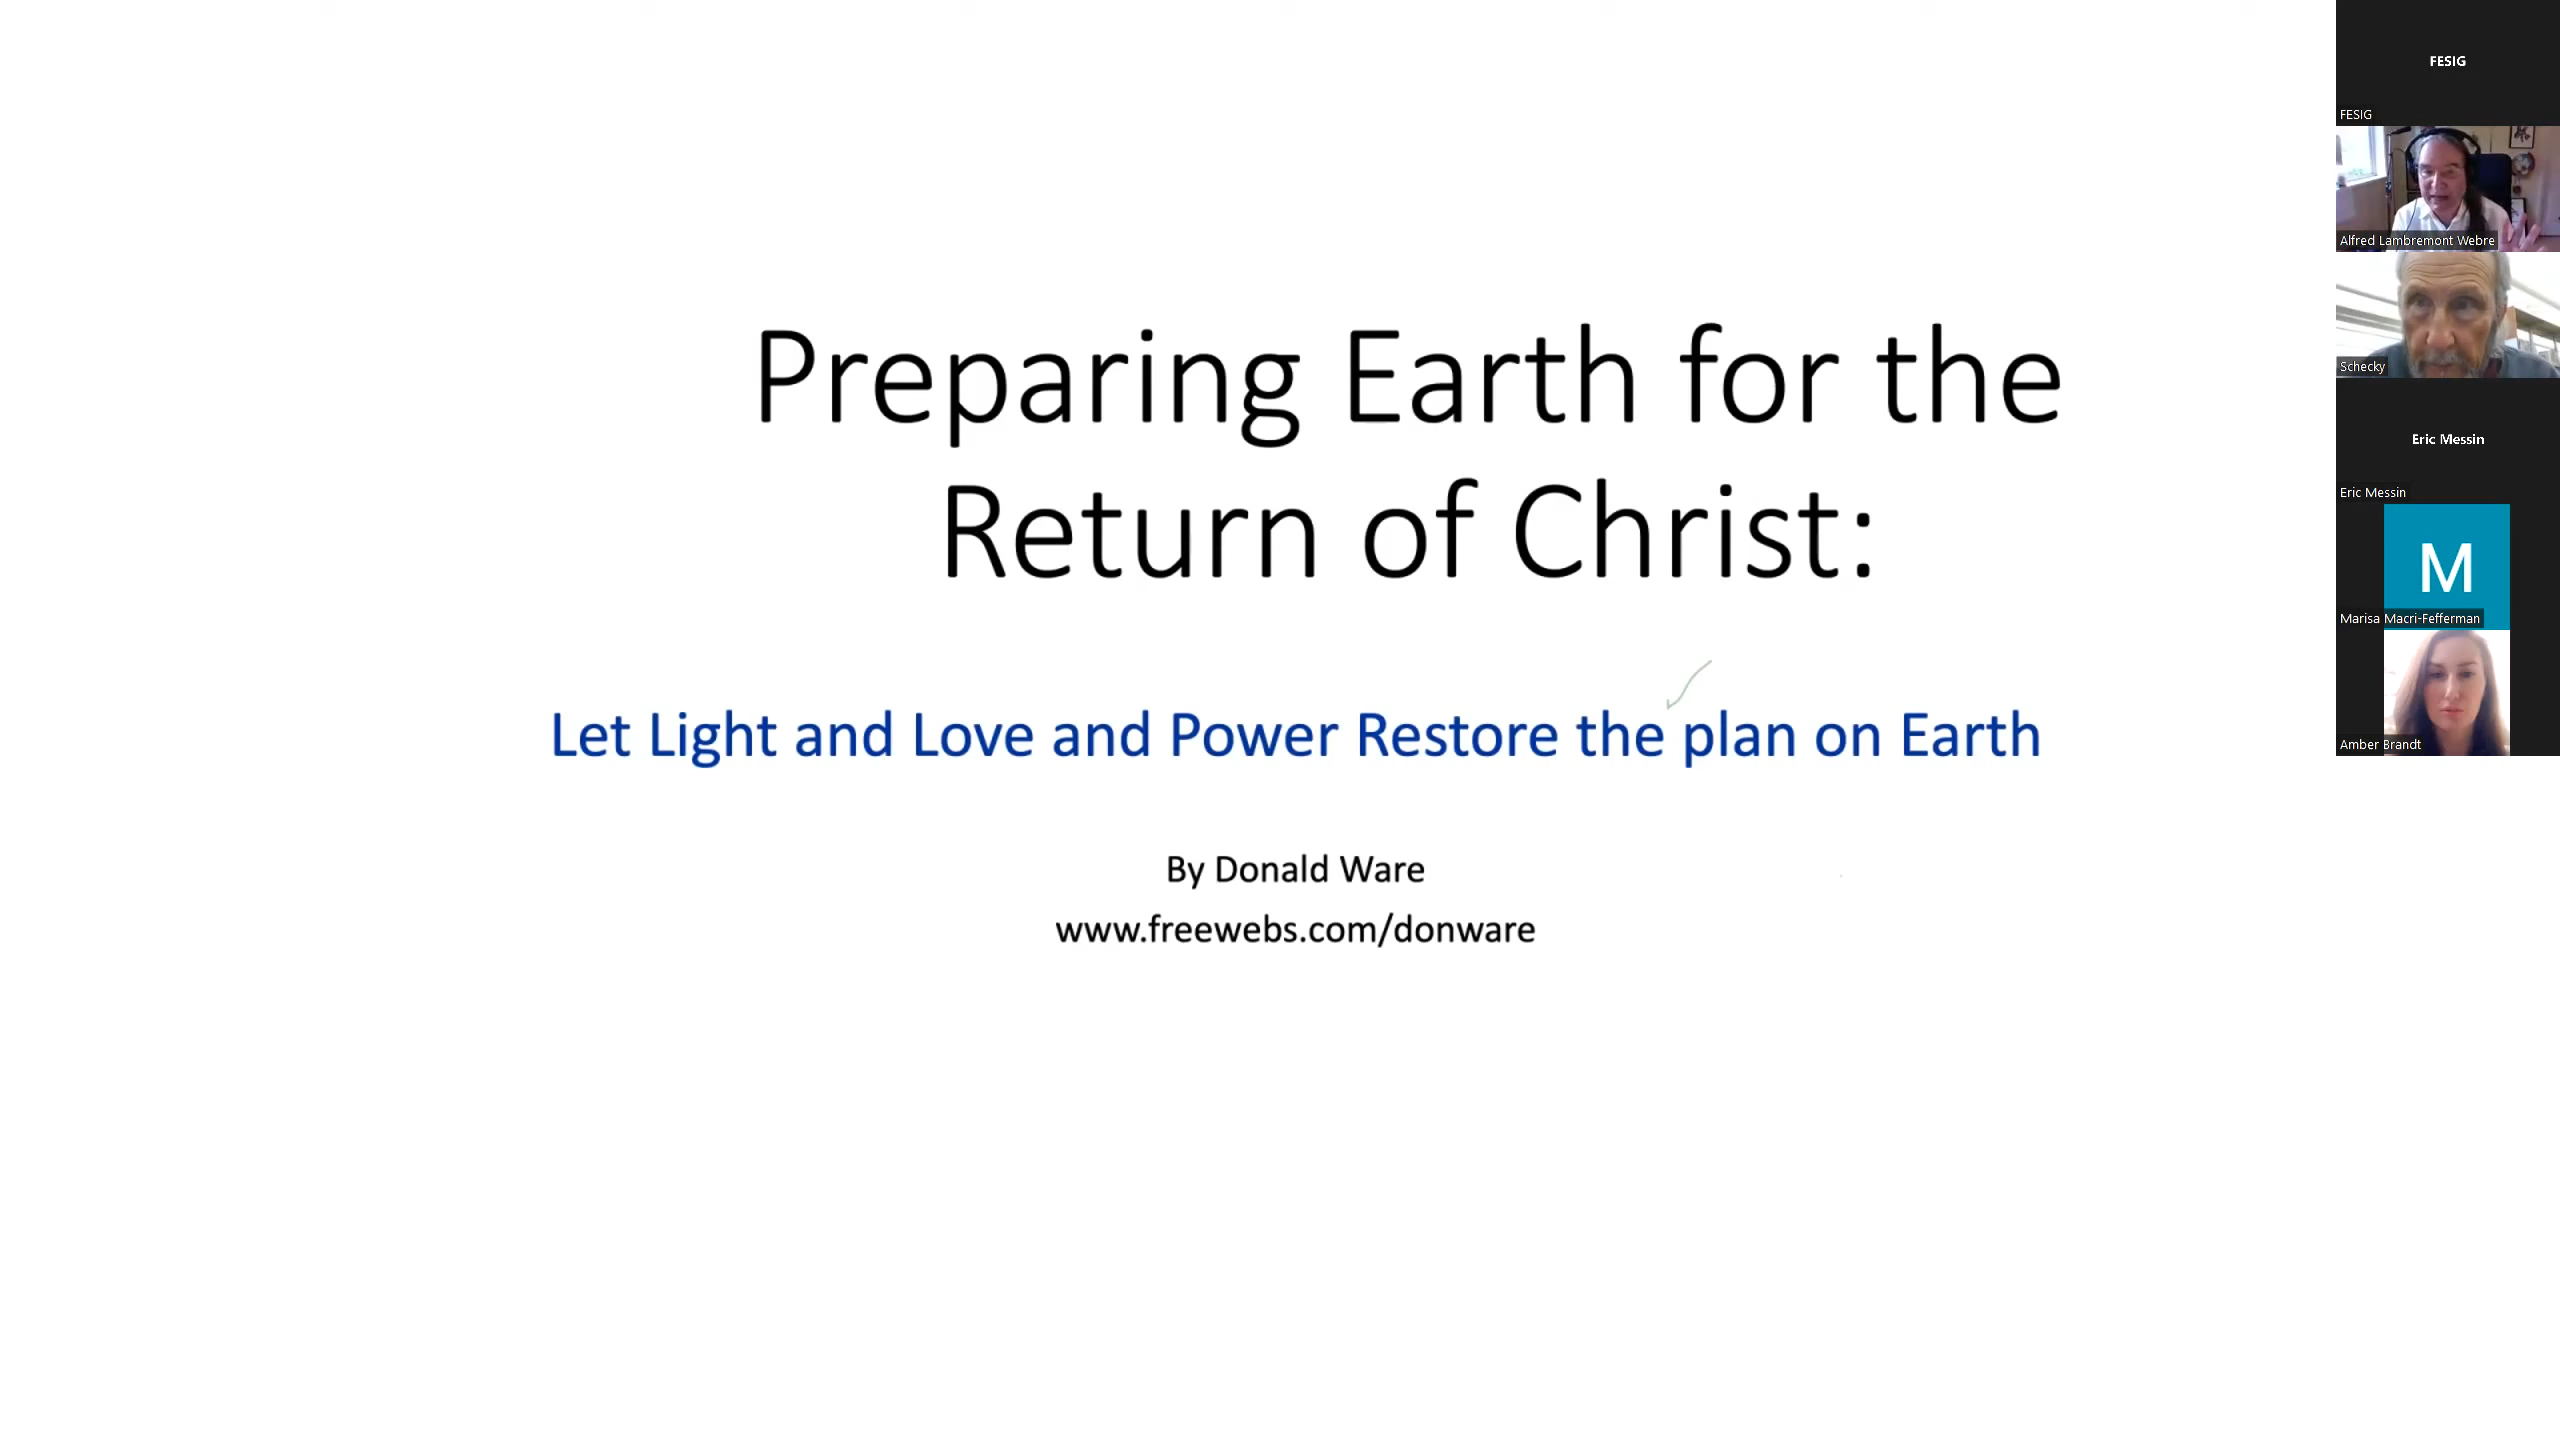 Preparing Earth for the
Return of Christ:
Let Light and Love and Power Restore the plan on Earth
By Donald Ware
www.freewebs.com/donware
FESIG
FESIG
Alfred Lambremont Webre
Schecky
Eric Messin
Eric Messin
M
Marisa Macri-Fefferman
Amber Brandt